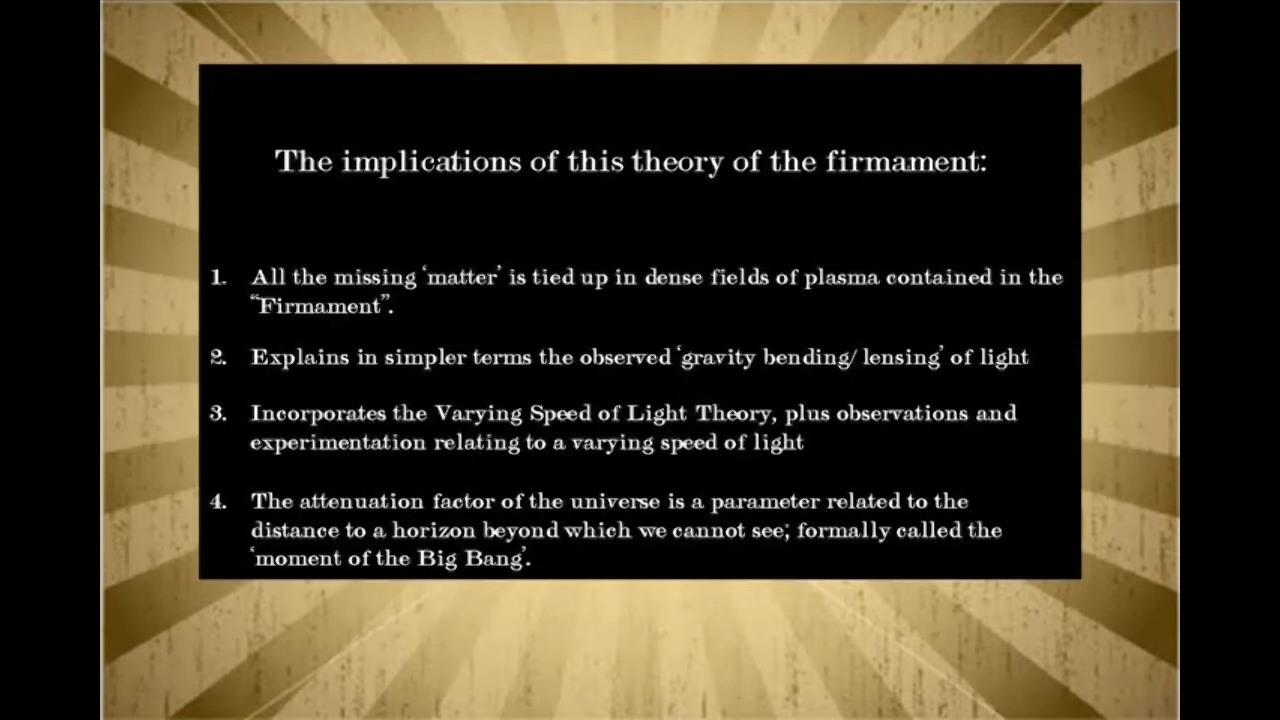 The implications of this theory of the firmament:
1. All the missing ‘matter’ is tied up in dense fields of plasma contained in the
“Firmament”.
2. Explains in simpler terms the observed ‘gravity bending/ lensing’ of light
3. Incorporates the Varying Speed of Light Theory, plus observations and
experimentation relating to a varying speed of light
4. The attenuation factor of the universe is a parameter related to the
distance to a horizon beyond which we cannot see; formally called the
‘moment of the Big Bang’.